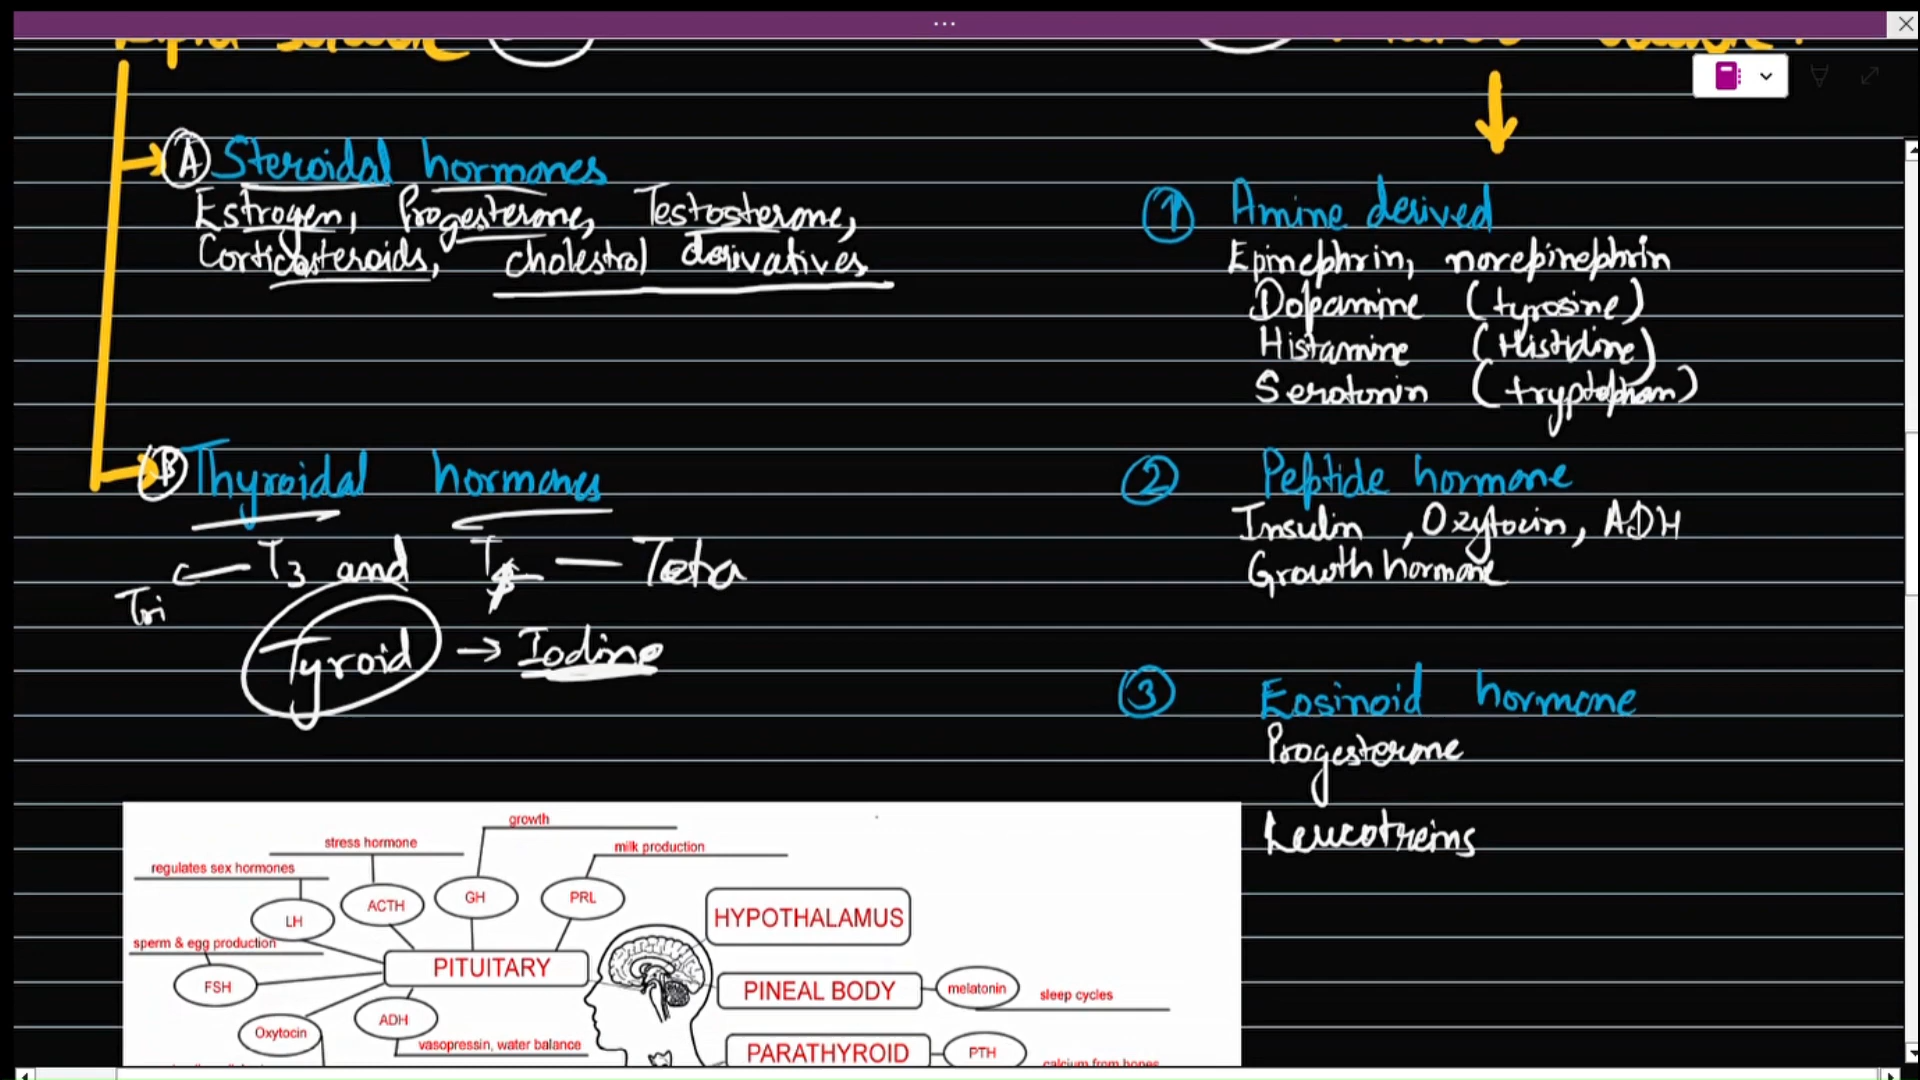 A Steroidal hormones
Estrogen, Progesterone, Testosterone,
Corticosteroids, cholestrol derivatives
B Thyroidal hormones
T3 and T4 — Tetra
Tri
Tyroid → Iodine
1 Amine derived
Epinephrin, norepinephrin
Dopamine (tyrosine)
Histamine (Histidine)
Serotonin (tryptophan)
2 Peptide hormone
Insulin , Oxytocin, ADH
Growth hormone
3 Eosinoid hormone
Progesterone
Leucotreins
growth
stress hormone
milk production
regulates sex hormones
GH
PRL
ACTH
LH
HYPOTHALAMUS
sperm & egg production
PITUITARY
FSH
PINEAL BODY
melatonin
sleep cycles
ADH
Oxytocin
vasopressin, water balance
PARATHYROID
PTH
calcium from bones